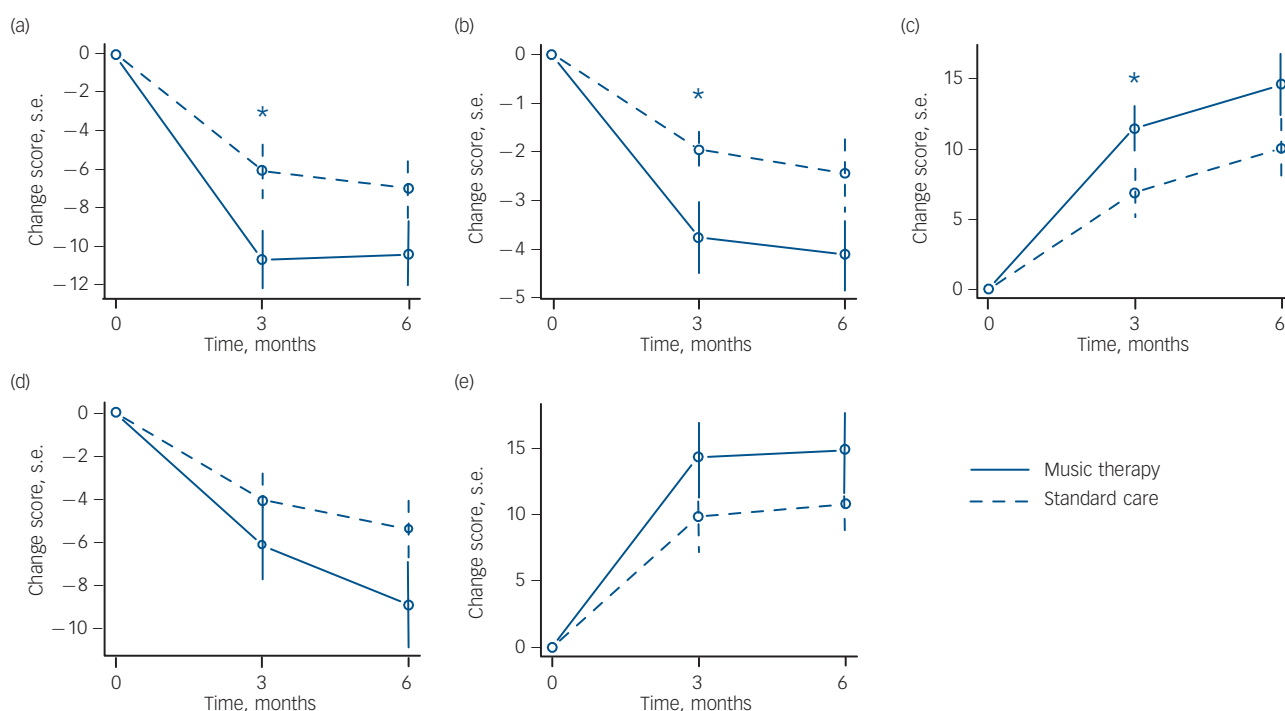 (a)
Change score, s.e.
0
−2
−4
−6
−8
−10
−12
*
0 3 6
Time, months
(b)
Change score, s.e.
0
−1
−2
−3
−4
−5
*
0 3 6
Time, months
(c)
Change score, s.e.
15
10
5
0
*
0 3 6
Time, months
(d)
Change score, s.e.
0
−2
−4
−6
−8
−10
0 3 6
Time, months
(e)
Change score, s.e.
15
10
5
0
0 3 6
Time, months
Music therapy
Standard care